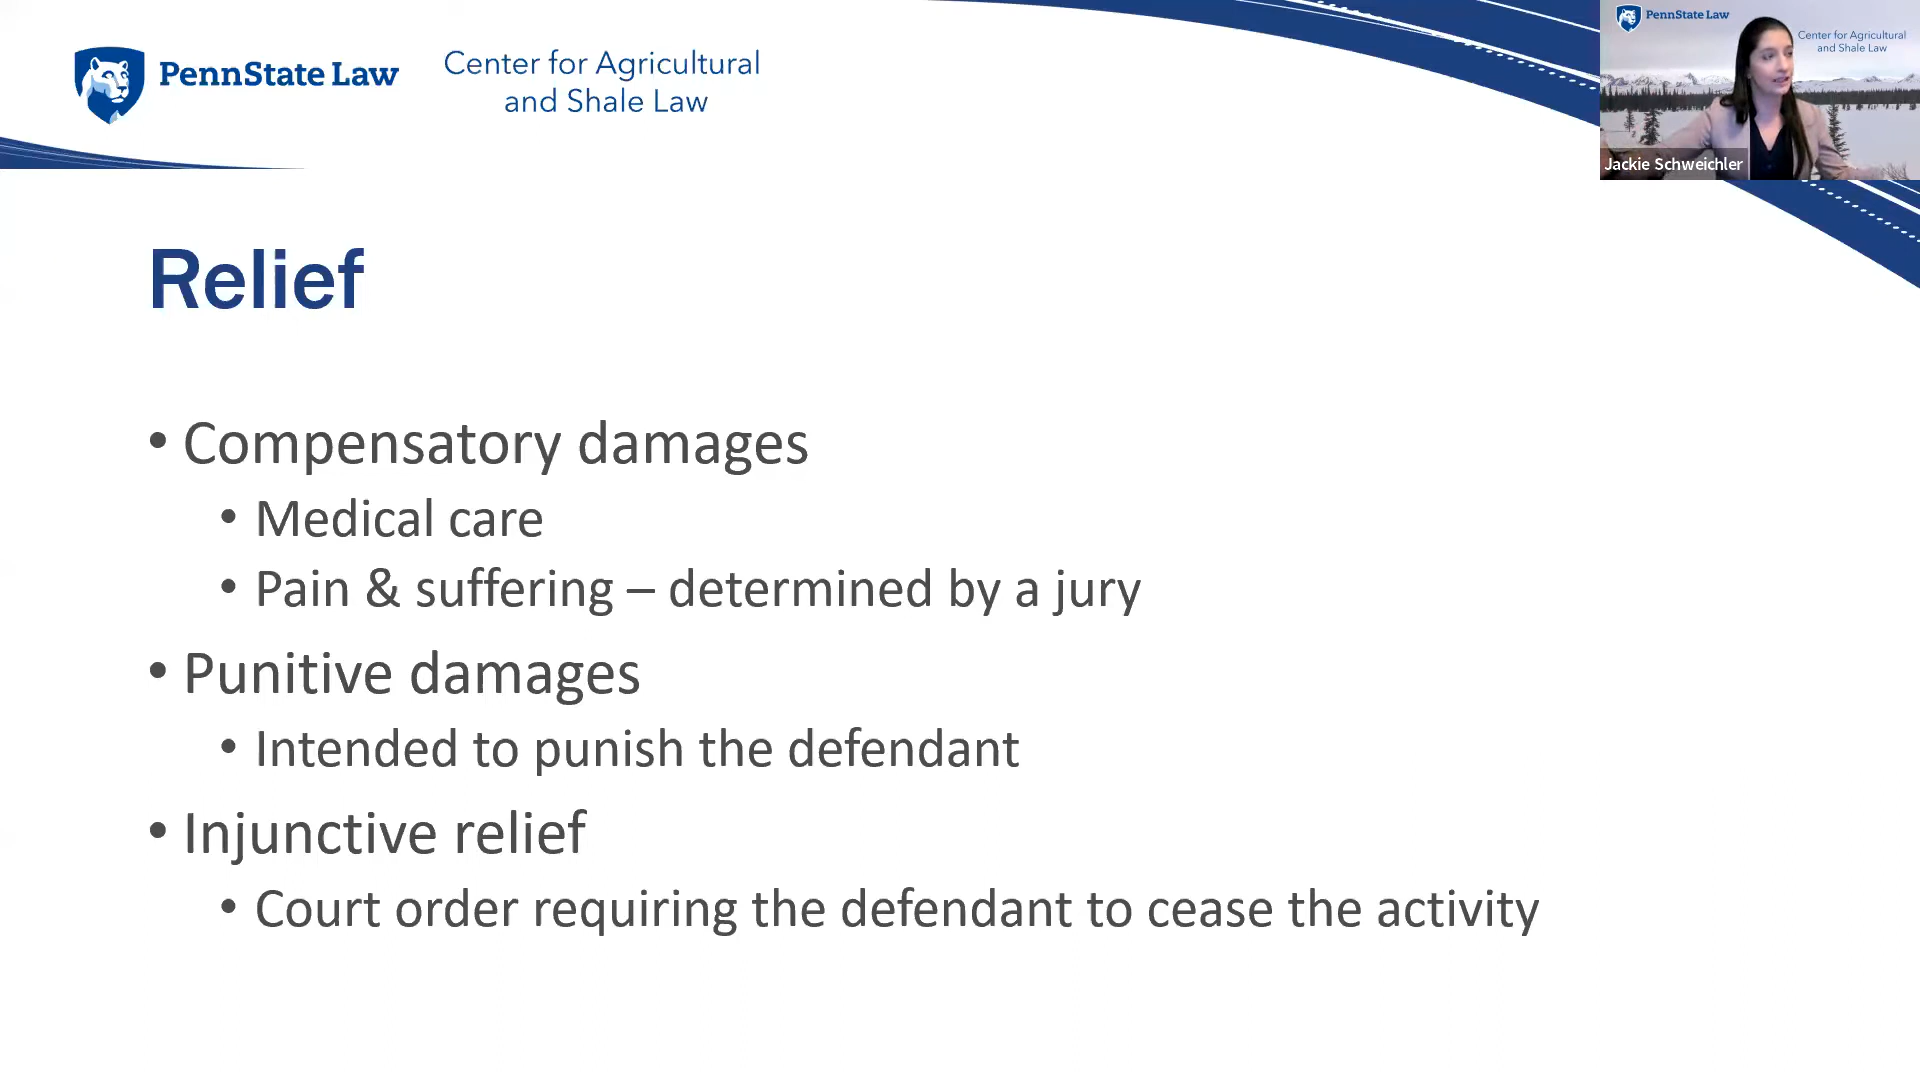 PennState Law
Center for Agricultural
and Shale Law
PennState Law
Center for Agricultural
and Shale Law
Jackie Schweichler
Relief
• Compensatory damages
• Medical care
• Pain & suffering – determined by a jury
• Punitive damages
• Intended to punish the defendant
• Injunctive relief
• Court order requiring the defendant to cease the activity